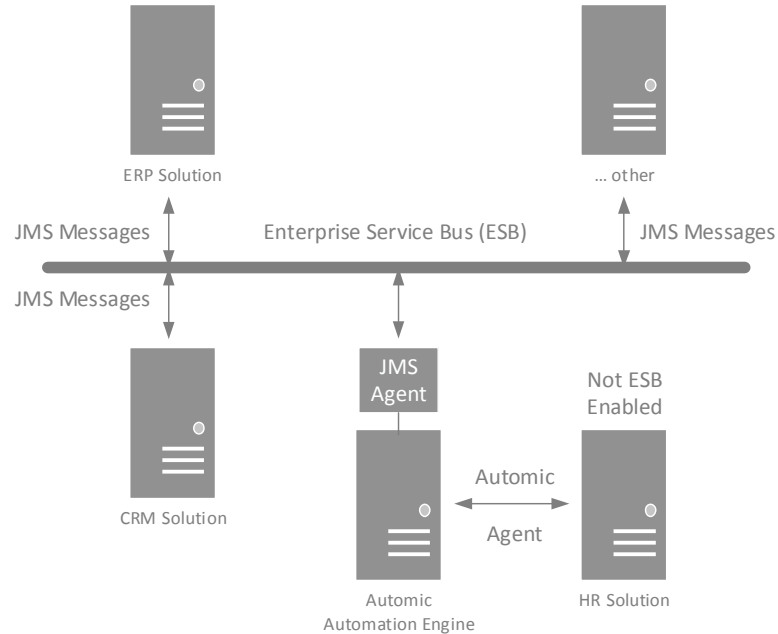 ERP Solution
... other
JMS Messages
Enterprise Service Bus (ESB)
JMS Messages
JMS Messages
JMS
Agent
Not ESB
Enabled
CRM Solution
Automic
Agent
Automic
Automation Engine
HR Solution